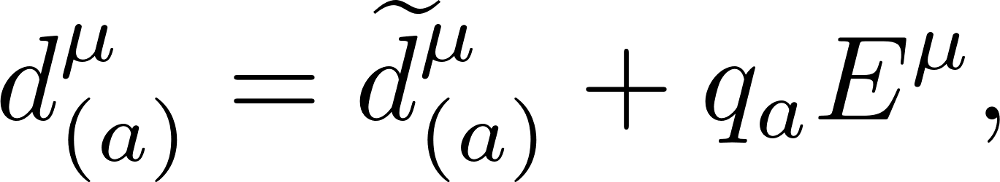 $d^{\mu}_{(a)} = \widetilde{d}^{\mu}_{(a)} + q_a E^{\mu},$